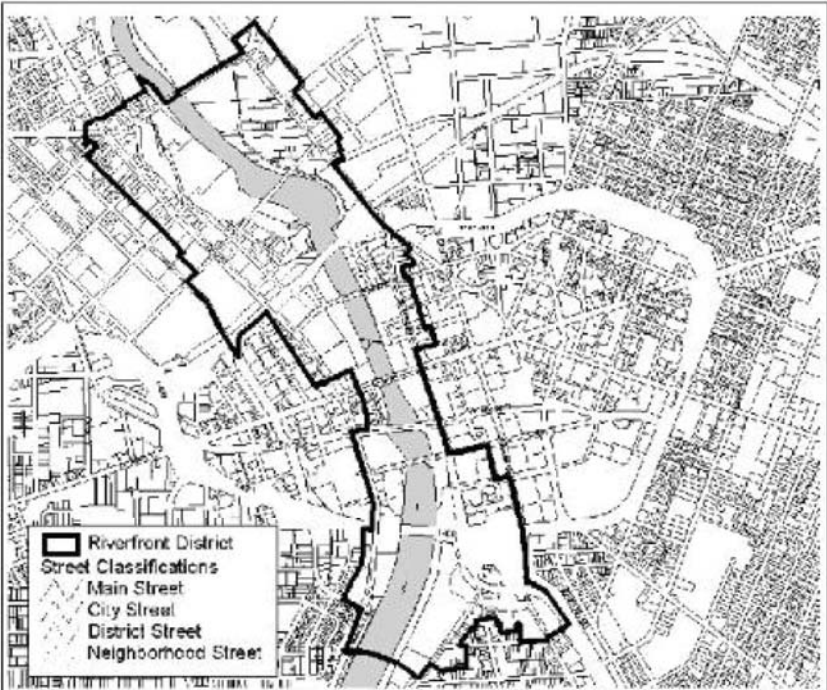 Riverfront District
Street Classifications
Main Street
City Street
District Street
Neighborhood Street